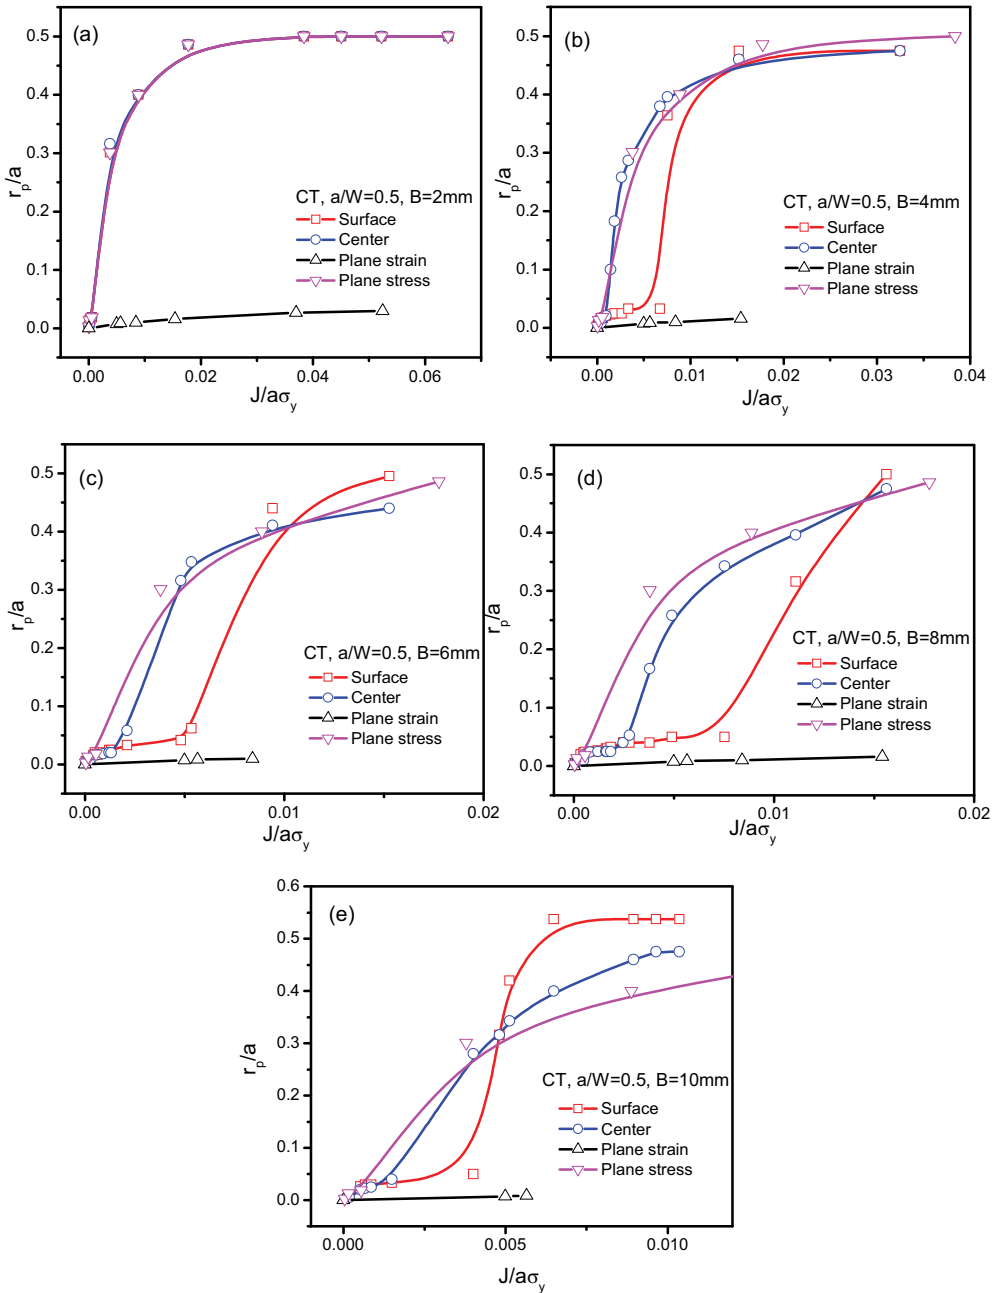 (a)
0.5
0.4
0.3
0.2
0.1
0.0
r_p/a
CT, a/W=0.5, B=2mm
Surface
Center
Plane strain
Plane stress
0.00 0.02 0.04 0.06
J/aσ_y
(b)
0.5
0.4
0.3
0.2
0.1
0.0
r_p/a
CT, a/W=0.5, B=4mm
Surface
Center
Plane strain
Plane stress
0.00 0.01 0.02 0.03 0.04
J/aσ_y
(c)
0.5
0.4
0.3
0.2
0.1
0.0
r_p/a
CT, a/W=0.5, B=6mm
Surface
Center
Plane strain
Plane stress
0.00 0.01 0.02
J/aσ_y
(d)
0.5
0.4
0.3
0.2
0.1
0.0
r_p/a
CT, a/W=0.5, B=8mm
Surface
Center
Plane strain
Plane stress
0.00 0.01 0.02
J/aσ_y
(e)
0.6
0.5
0.4
0.3
0.2
0.1
0.0
r_p/a
CT, a/W=0.5, B=10mm
Surface
Center
Plane strain
Plane stress
0.000 0.005 0.010
J/aσ_y